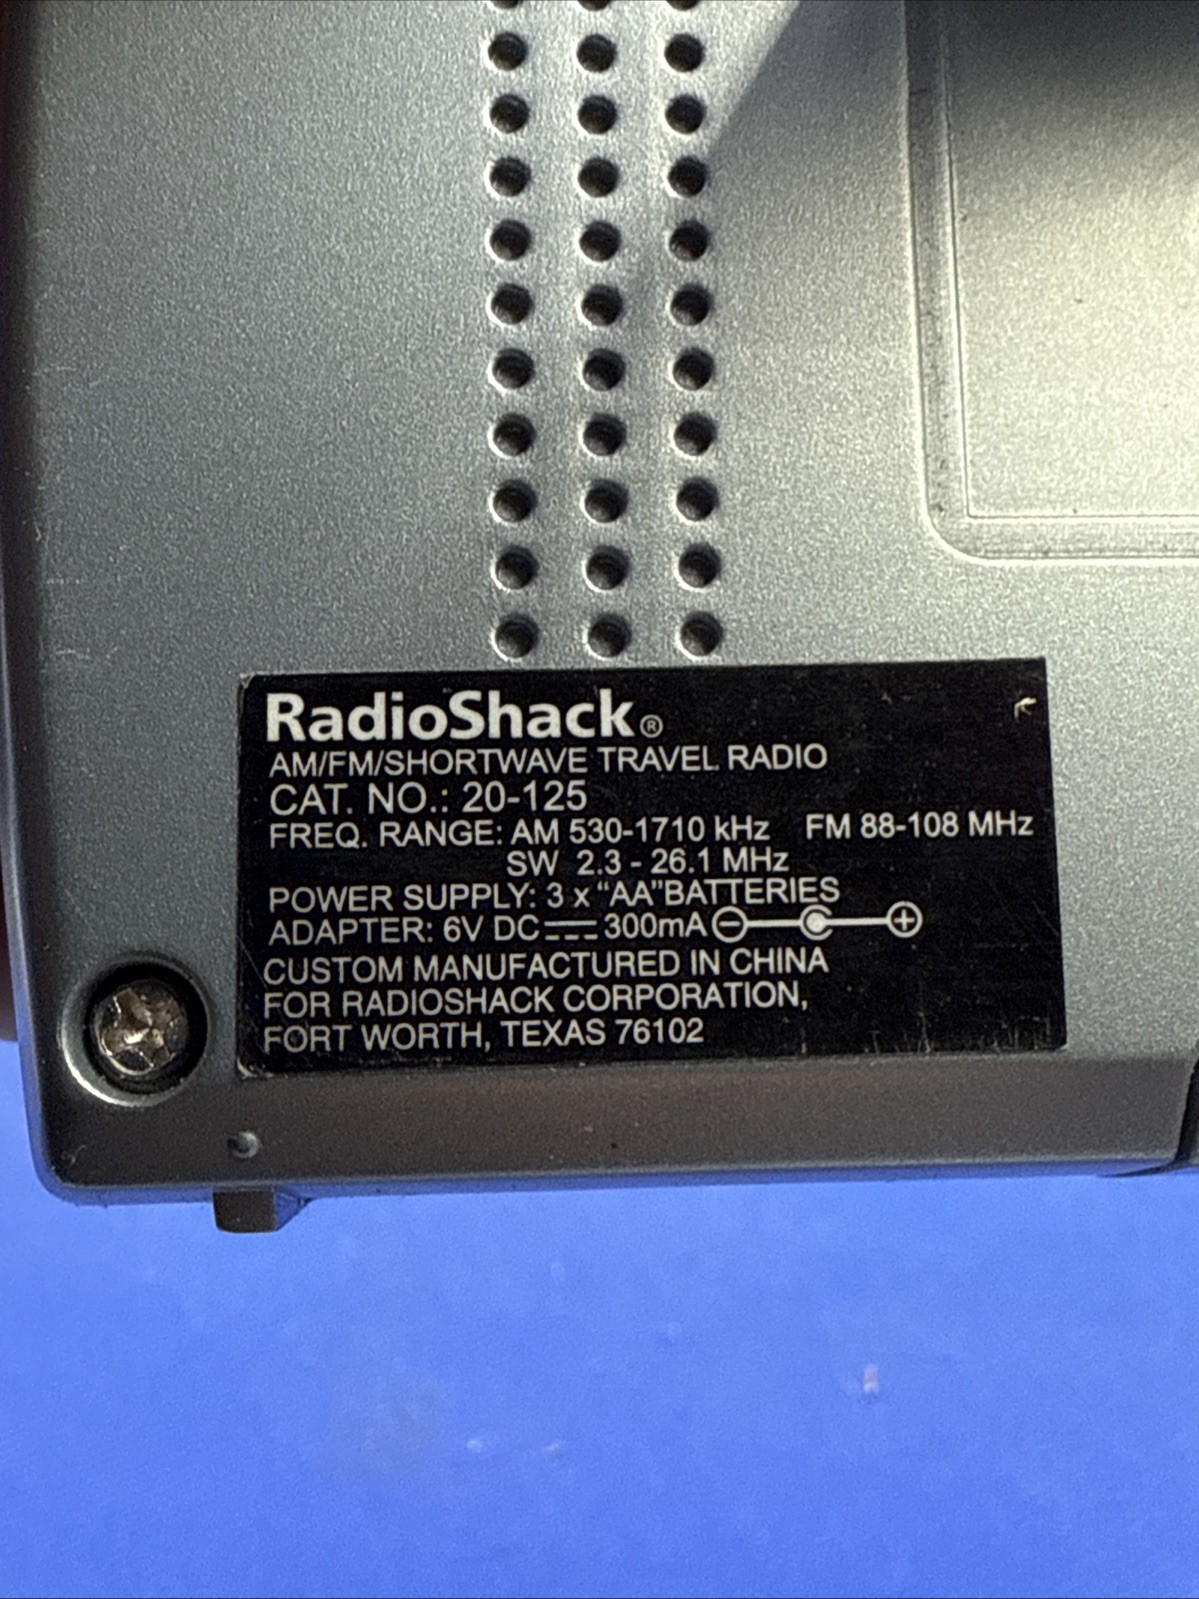 RadioShack®
AM/FM/SHORTWAVE TRAVEL RADIO
CAT. NO.: 20-125
FREQ. RANGE: AM 530-1710 kHz FM 88-108 MHz
SW 2.3 - 26.1 MHz
POWER SUPPLY: 3 x “AA”BATTERIES
ADAPTER: 6V DC 300mA
CUSTOM MANUFACTURED IN CHINA
FOR RADIOSHACK CORPORATION,
FORT WORTH, TEXAS 76102